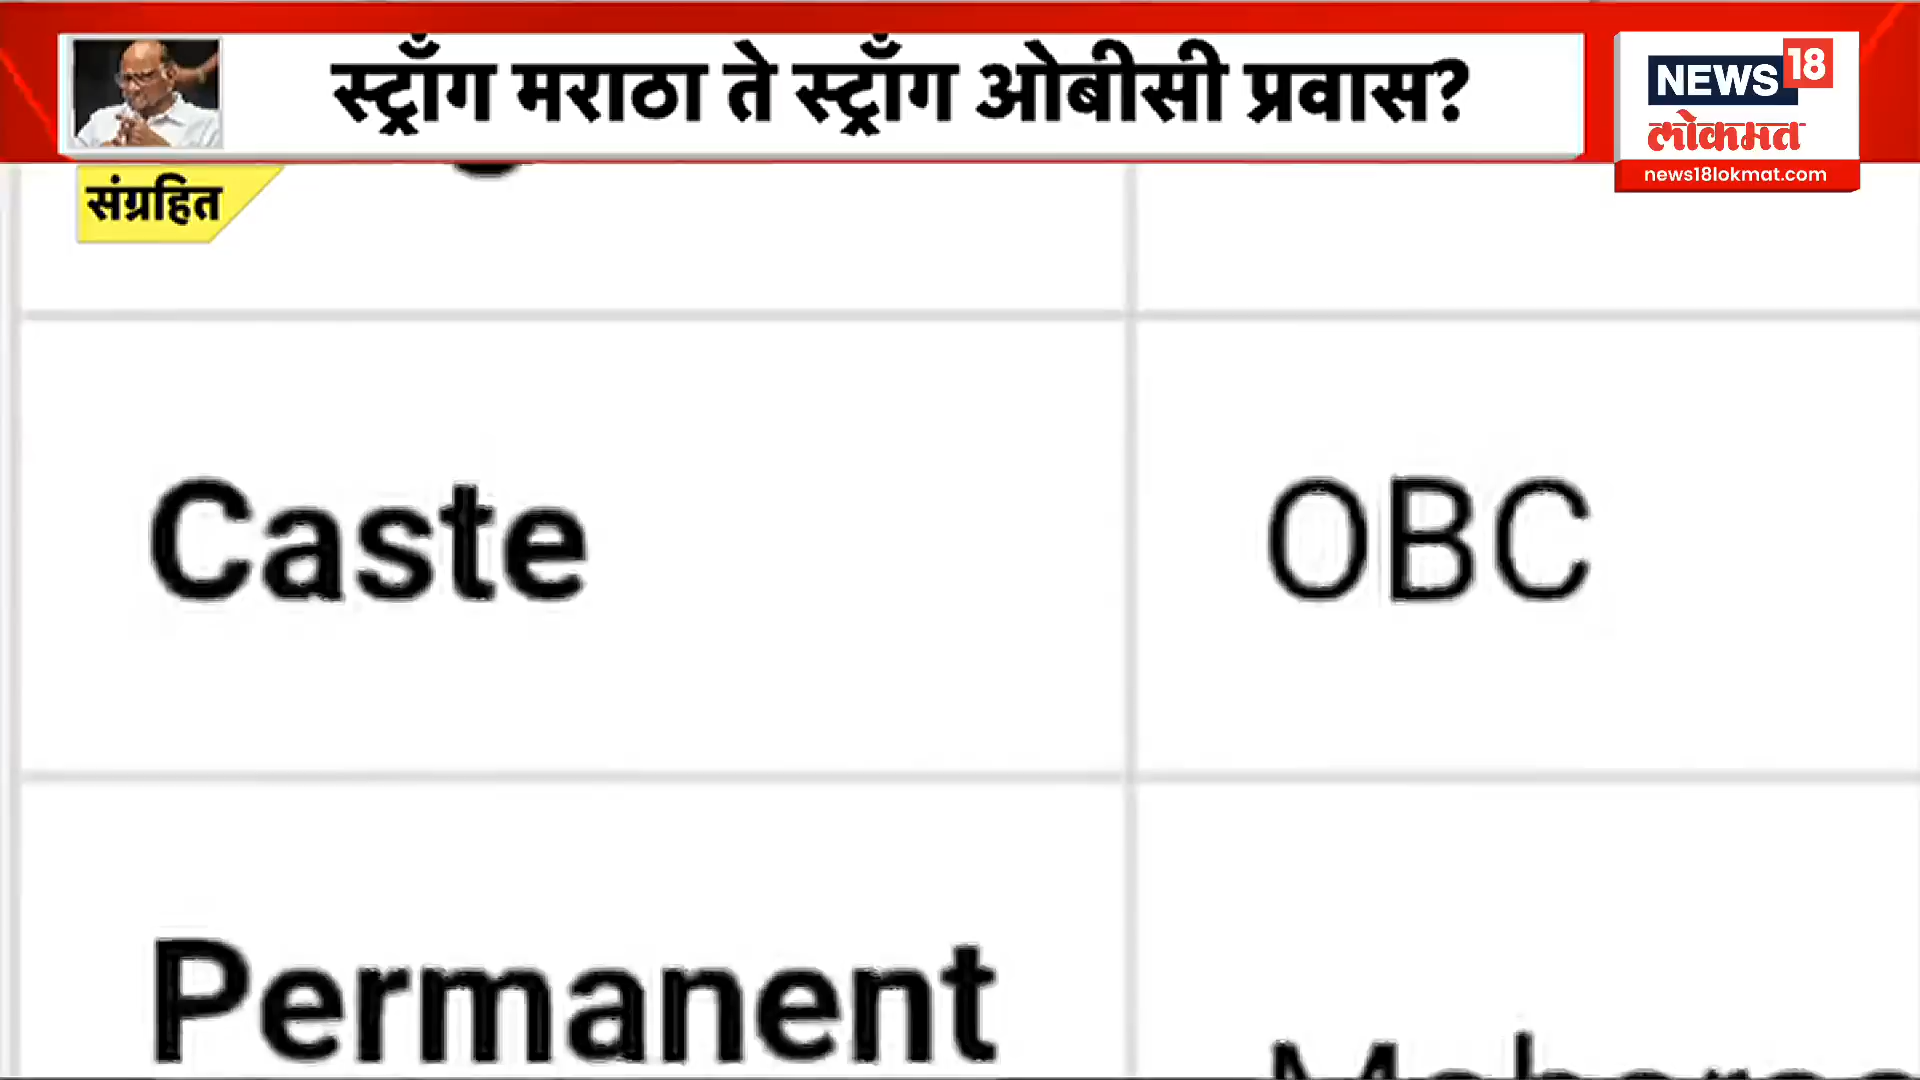 स्ट्राँग मराठा ते स्ट्राँग ओबीसी प्रवास?
NEWS18
लोकमत
news18lokmat.com
संग्रहित
Caste OBC
Permanent